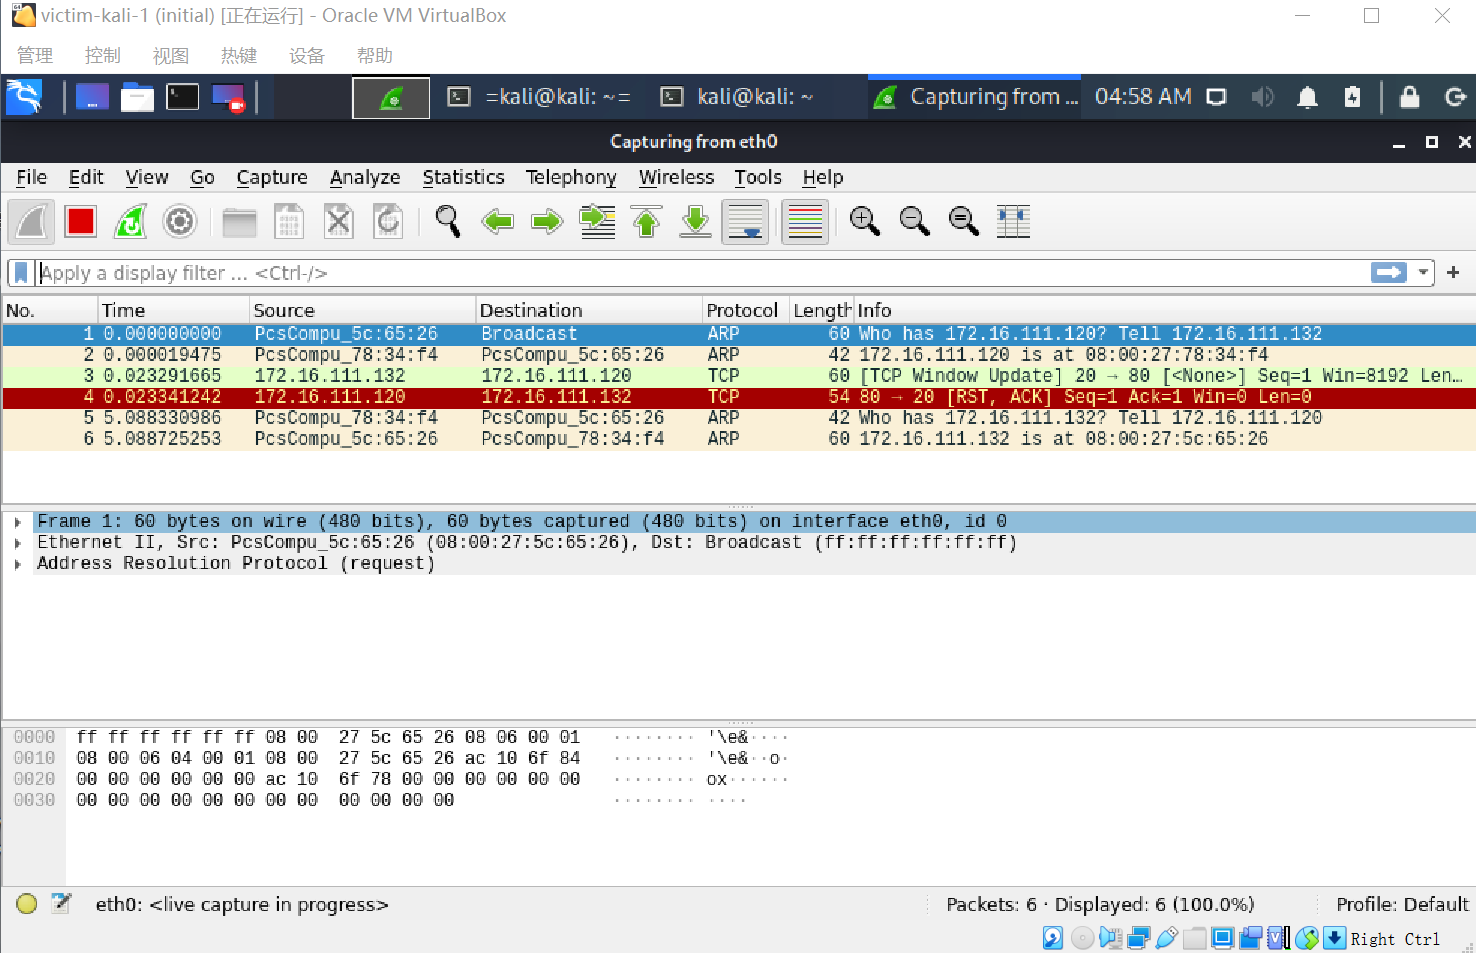 victim-kali-1 (initial) [正在运行] - Oracle VM VirtualBox
管理 控制 视图 热键 设备 帮助
=kali@kali: ~ = kali@kali: ~ Capturing from ... 04:58 AM
Capturing from eth0
File Edit View Go Capture Analyze Statistics Telephony Wireless Tools Help
Apply a display filter ... <Ctrl-/>
No. Time Source Destination Protocol Length Info
1 0.000000000 PcsCompu_5c:65:26 Broadcast ARP 60 Who has 172.16.111.120? Tell 172.16.111.132
2 0.000019475 PcsCompu_78:34:f4 PcsCompu_5c:65:26 ARP 42 172.16.111.120 is at 08:00:27:78:34:f4
3 0.023291665 172.16.111.132 172.16.111.120 TCP 60 [TCP Window Update] 20 → 80 [<None>] Seq=1 Win=8192 Len...
4 0.023341242 172.16.111.120 172.16.111.132 TCP 54 80 → 20 [RST, ACK] Seq=1 Ack=1 Win=0 Len=0
5 5.088330986 PcsCompu_78:34:f4 PcsCompu_5c:65:26 ARP 42 Who has 172.16.111.132? Tell 172.16.111.120
6 5.088725253 PcsCompu_5c:65:26 PcsCompu_78:34:f4 ARP 60 172.16.111.132 is at 08:00:27:5c:65:26
Frame 1: 60 bytes on wire (480 bits), 60 bytes captured (480 bits) on interface eth0, id 0
Ethernet II, Src: PcsCompu_5c:65:26 (08:00:27:5c:65:26), Dst: Broadcast (ff:ff:ff:ff:ff:ff)
Address Resolution Protocol (request)
0000 ff ff ff ff ff ff 08 00 27 5c 65 26 08 06 00 01 ········ '\e&····
0010 08 00 06 04 00 01 08 00 27 5c 65 26 ac 10 6f 84 ········ '\e&··o·
0020 00 00 00 00 00 00 ac 10 6f 78 00 00 00 00 00 00 ········ ox······
0030 00 00 00 00 00 00 00 00 00 00 00 00 ········ ····
eth0: <live capture in progress> Packets: 6 · Displayed: 6 (100.0%) Profile: Default
Right Ctrl